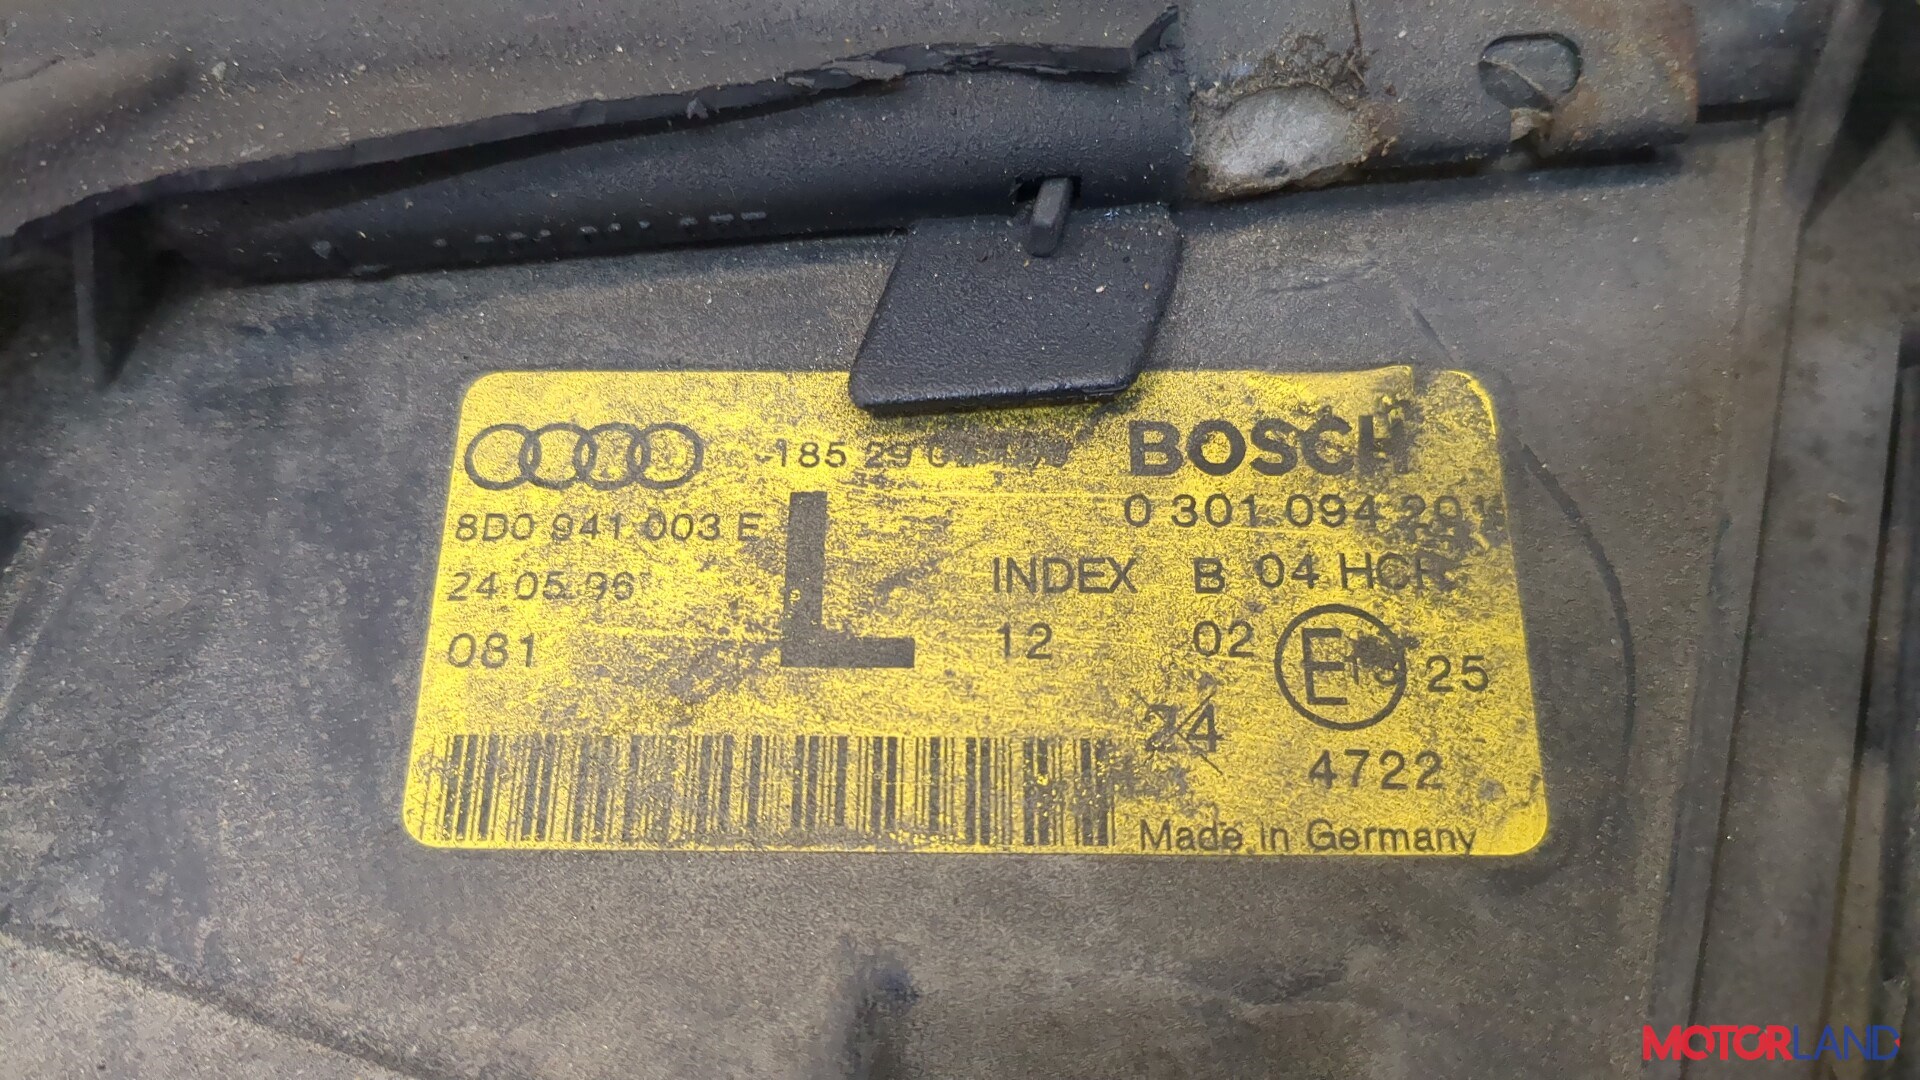 185 29
BOSCH
8D0 941 003 E
0 301 094
24.05.96
INDEX B 04 HCR
L
081
12 02
E 25
24
4722
Made in Germany
MOTORLAND